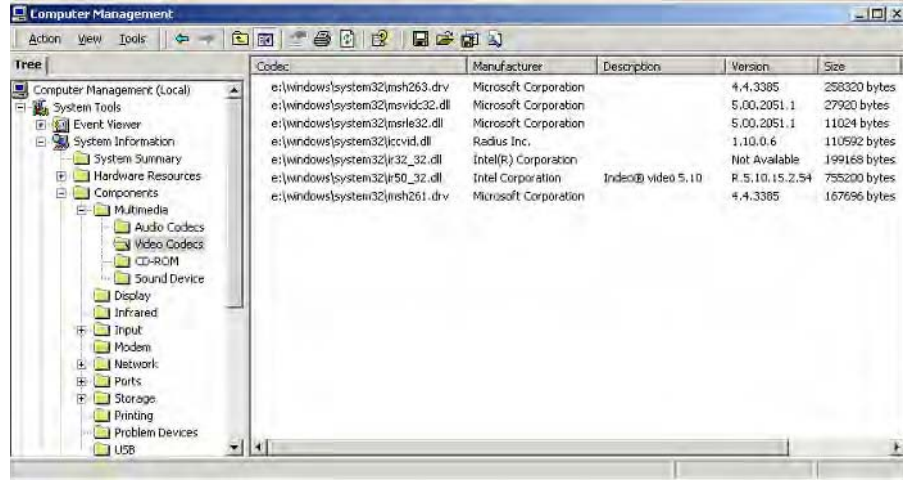 Computer Management
Action View Tools
Tree
Computer Management (Local)
System Tools
Event Viewer
System Information
System Summary
Hardware Resources
Components
Multimedia
Audio Codecs
Video Codecs
CD-ROM
Sound Device
Display
Infrared
Input
Modem
Network
Ports
Storage
Printing
Problem Devices
USB
Codec Manufacturer Description Version Size
e:\windows\system32\msh263.drv Microsoft Corporation 4.4.3385 258320 bytes
e:\windows\system32\msvidc32.dll Microsoft Corporation 5.00.2051.1 27920 bytes
e:\windows\system32\msrle32.dll Microsoft Corporation 5.00.2051.1 11024 bytes
e:\windows\system32\iccvid.dll Radius Inc. 1.10.0.6 110592 bytes
e:\windows\system32\ir32_32.dll Intel(R) Corporation Not Available 199168 bytes
e:\windows\system32\ir50_32.dll Intel Corporation Indeo® video 5.10 R.5.10.15.2.54 755200 bytes
e:\windows\system32\msh261.drv Microsoft Corporation 4.4.3385 167696 bytes